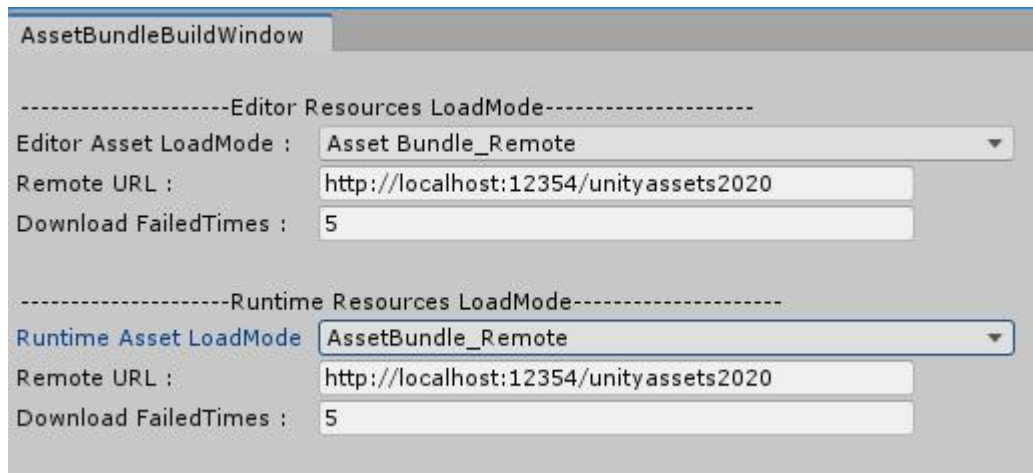 AssetBundleBuildWindow
---------------------Editor Resources LoadMode---------------------
Editor Asset LoadMode : Asset Bundle_Remote
Remote URL : http://localhost:12354/unityassets2020
Download FailedTimes : 5
---------------------Runtime Resources LoadMode---------------------
Runtime Asset LoadMode AssetBundle_Remote
Remote URL : http://localhost:12354/unityassets2020
Download FailedTimes : 5